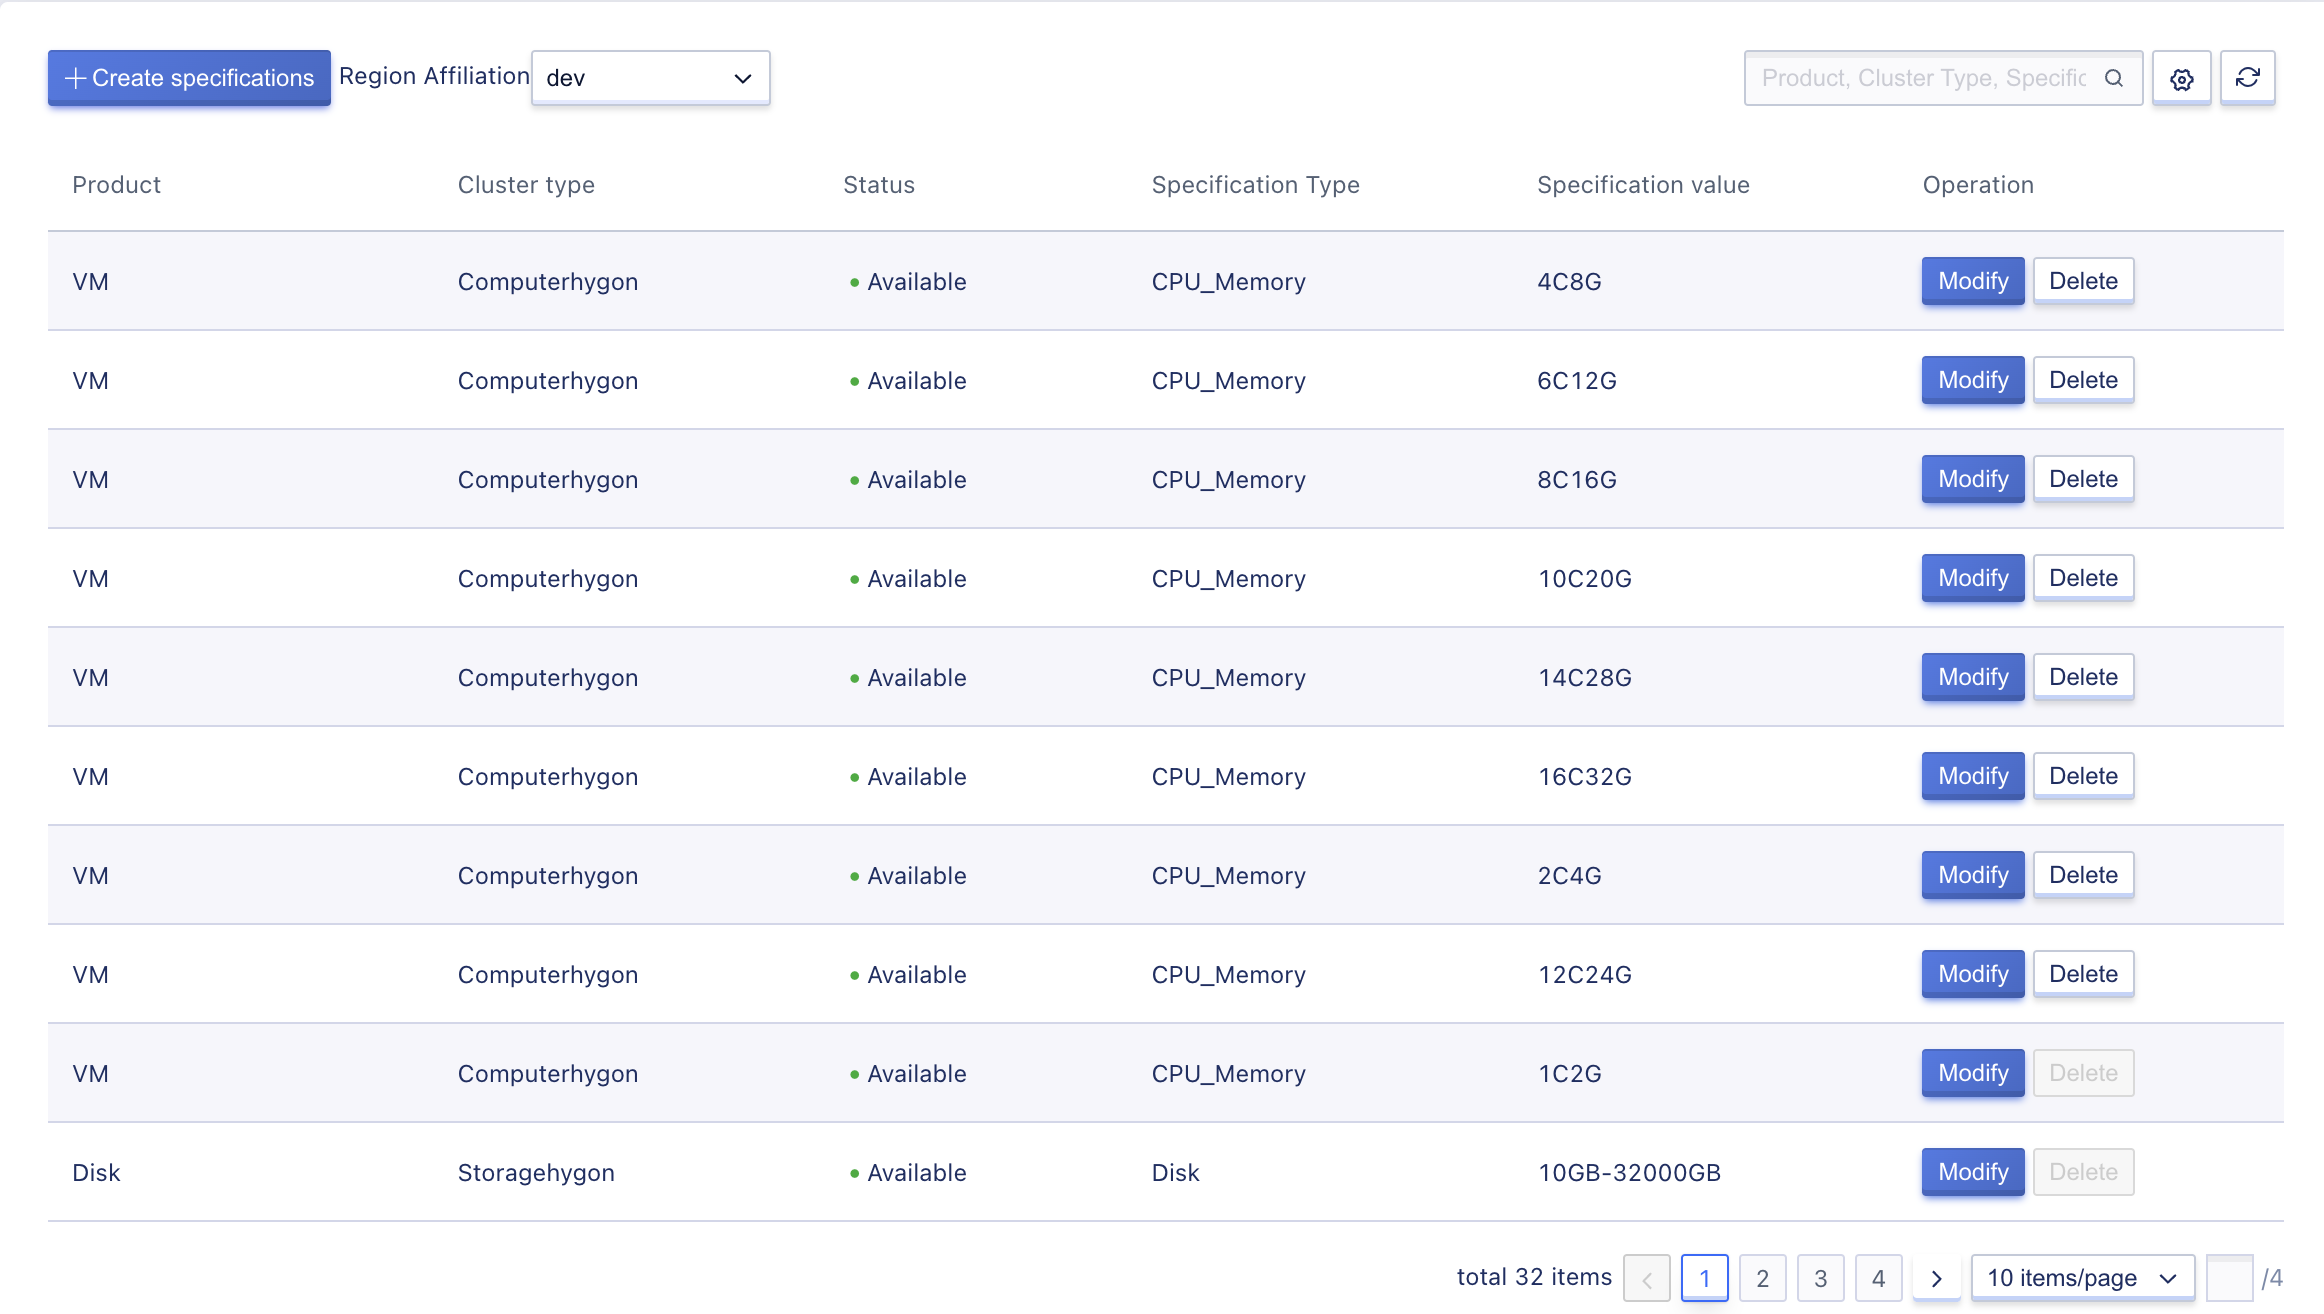 Create specifications Region Affiliation dev Product, Cluster Type, Specific
Product Cluster type Status Specification Type Specification value Operation
VM Computerhygon Available CPU_Memory 4C8G Modify Delete
VM Computerhygon Available CPU_Memory 6C12G Modify Delete
VM Computerhygon Available CPU_Memory 8C16G Modify Delete
VM Computerhygon Available CPU_Memory 10C20G Modify Delete
VM Computerhygon Available CPU_Memory 14C28G Modify Delete
VM Computerhygon Available CPU_Memory 16C32G Modify Delete
VM Computerhygon Available CPU_Memory 2C4G Modify Delete
VM Computerhygon Available CPU_Memory 12C24G Modify Delete
VM Computerhygon Available CPU_Memory 1C2G Modify Delete
Disk Storagehygon Available Disk 10GB-32000GB Modify Delete
total 32 items 1 2 3 4 10 items/page /4